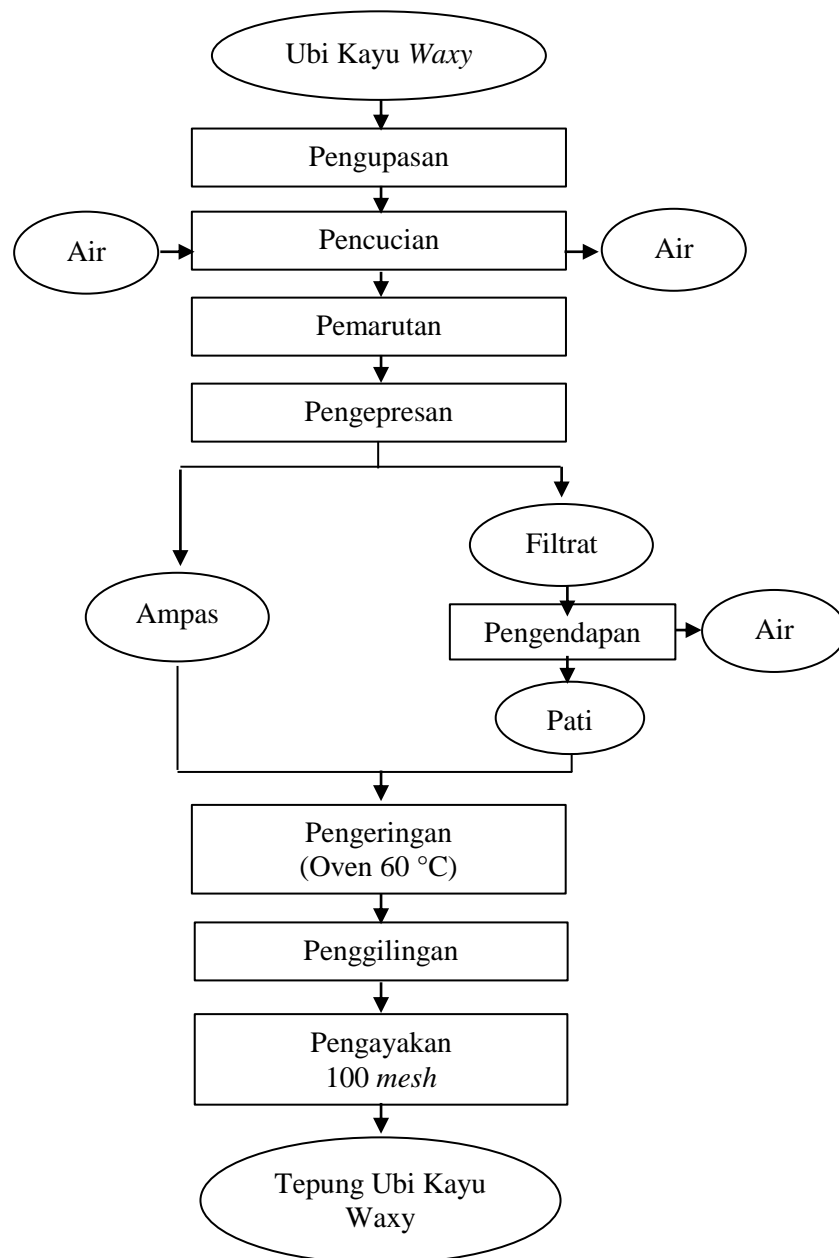 Ubi Kayu Waxy
Pengupasan
Air
Pencucian
Air
Pemarutan
Pengepresan
Filtrat
Ampas
Pengendapan
Air
Pati
Pengeringan
(Oven 60 °C)
Penggilingan
Pengayakan
100 mesh
Tepung Ubi Kayu
Waxy